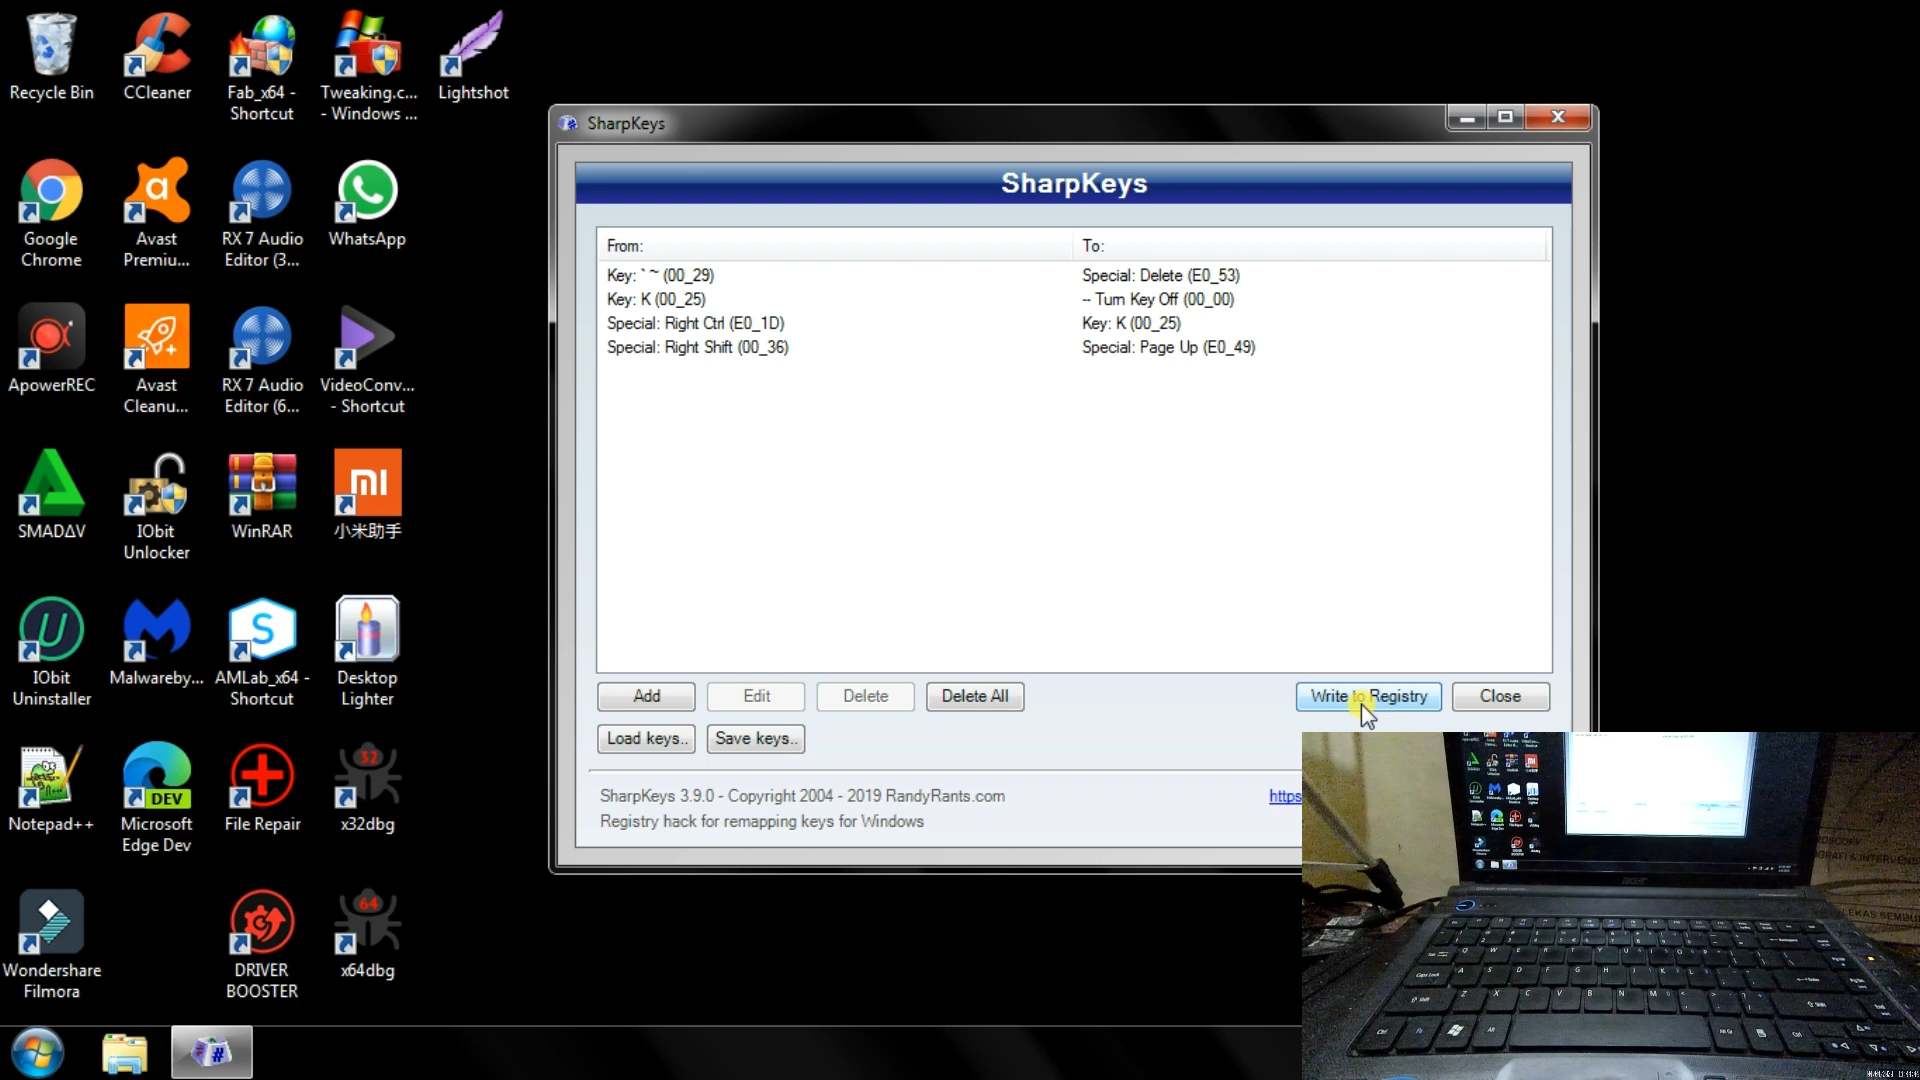 Recycle Bin
CCleaner
Fab_x64 -
Shortcut
Tweaking.c...
- Windows ...
Lightshot
Google
Chrome
Avast
Premiu...
RX 7 Audio
Editor (3...
WhatsApp
ApowerREC
Avast
Cleanu...
RX 7 Audio
Editor (6...
VideoConv...
- Shortcut
SMADΔV
IObit
Unlocker
WinRAR
小米助手
IObit
Uninstaller
Malwareby...
AMLab_x64 -
Shortcut
Desktop
Lighter
Notepad++
DEV
Microsoft
Edge Dev
File Repair
32
x32dbg
Wondershare
Filmora
DRIVER
BOOSTER
64
x64dbg
SharpKeys
SharpKeys
From: To:
Key: ` ~ (00_29) Special: Delete (E0_53)
Key: K (00_25) -- Turn Key Off (00_00)
Special: Right Ctrl (E0_1D) Key: K (00_25)
Special: Right Shift (00_36) Special: Page Up (E0_49)
Add Edit Delete Delete All Write to Registry Close
Load keys.. Save keys..
SharpKeys 3.9.0 - Copyright 2004 - 2019 RandyRants.com https
Registry hack for remapping keys for Windows
acer